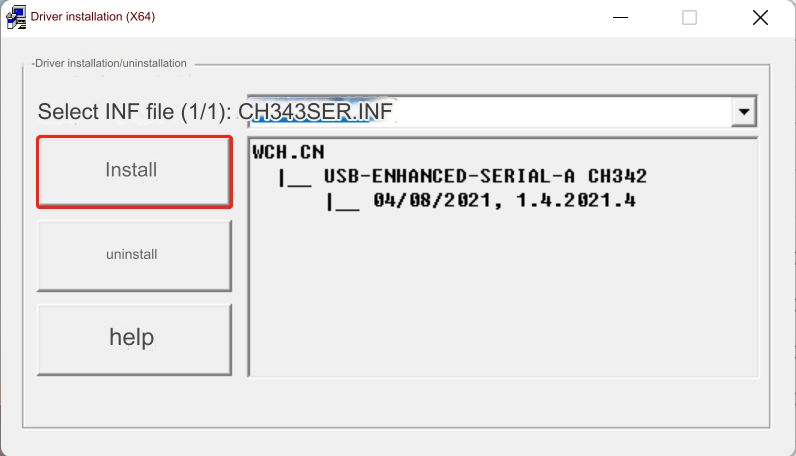 Driver installation (X64)
-Driver installation/uninstallation
Select INF file (1/1): CH343SER.INF
Install
WCH.CN
|__ USB-ENHANCED-SERIAL-A CH342
|__ 04/08/2021, 1.4.2021.4
uninstall
help